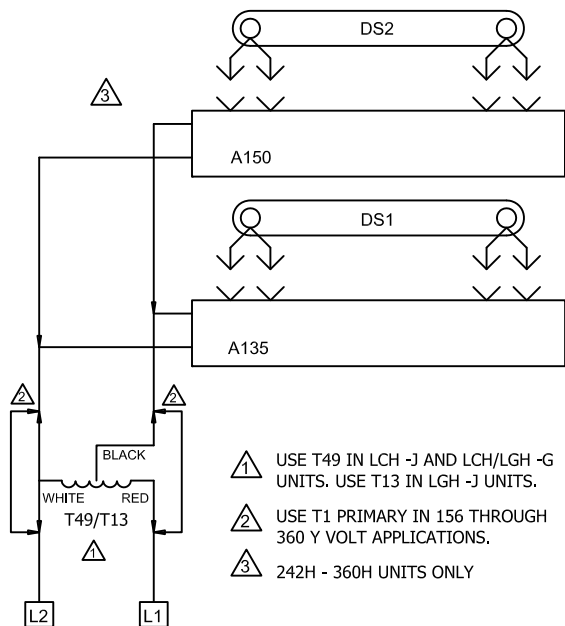 DS2
3
A150
DS1
A135
2
2
BLACK
WHITE
RED
T49/T13
1
L2
L1
1 USE T49 IN LCH -J AND LCH/LGH -G
UNITS. USE T13 IN LGH -J UNITS.
2 USE T1 PRIMARY IN 156 THROUGH
360 Y VOLT APPLICATIONS.
3 242H - 360H UNITS ONLY